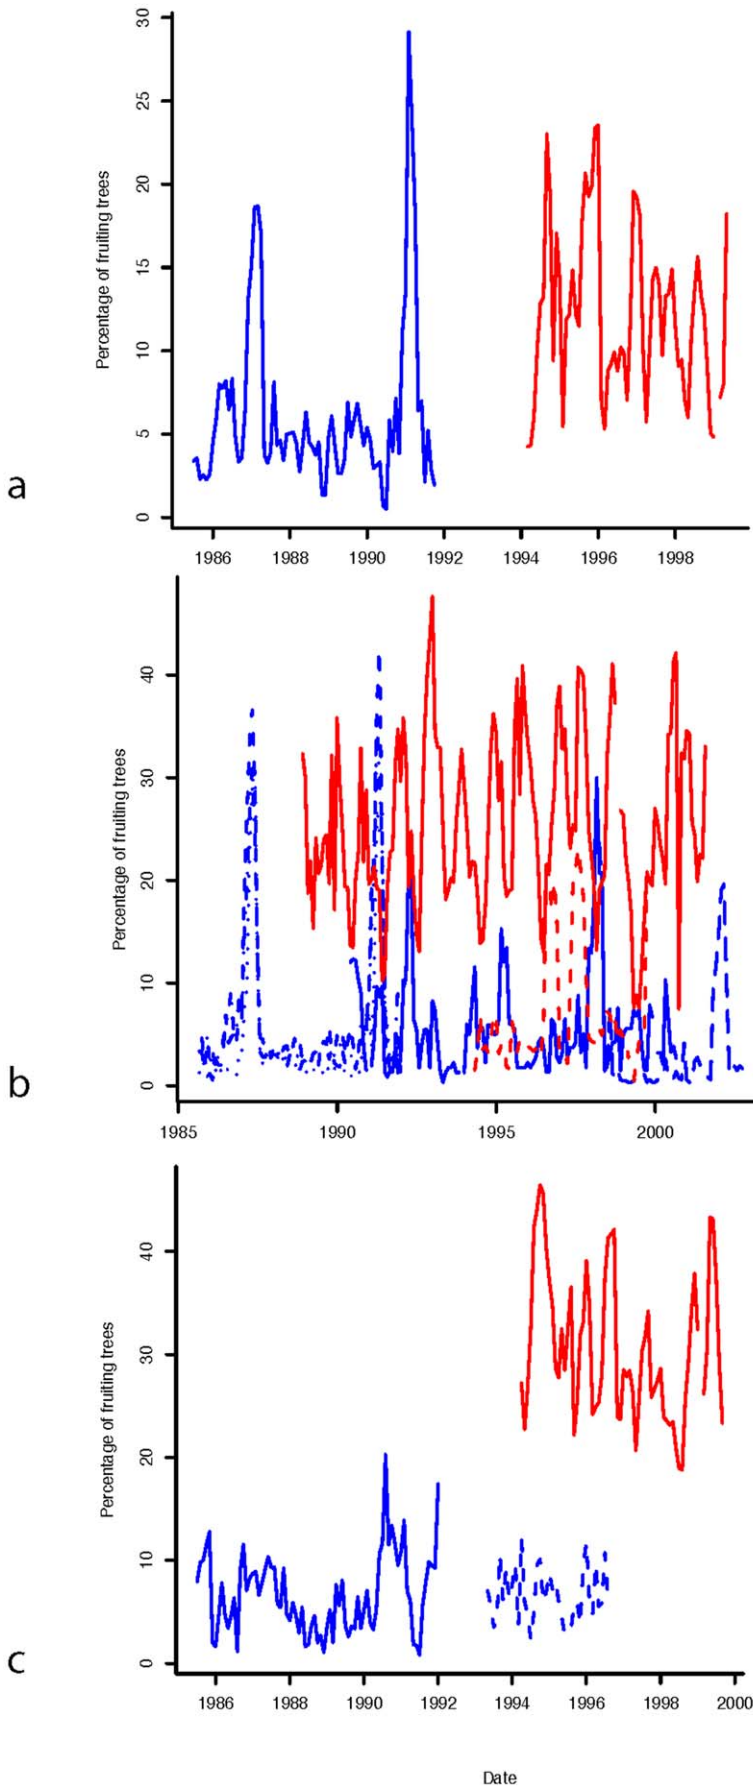 Percentage of fruiting trees
30
25
20
15
10
5
0
a
1986 1988 1990 1992 1994 1996 1998
Percentage of fruiting trees
40
30
20
10
0
b
1985 1990 1995 2000
Percentage of fruiting trees
40
30
20
10
0
c
1986 1988 1990 1992 1994 1996 1998 2000
Date